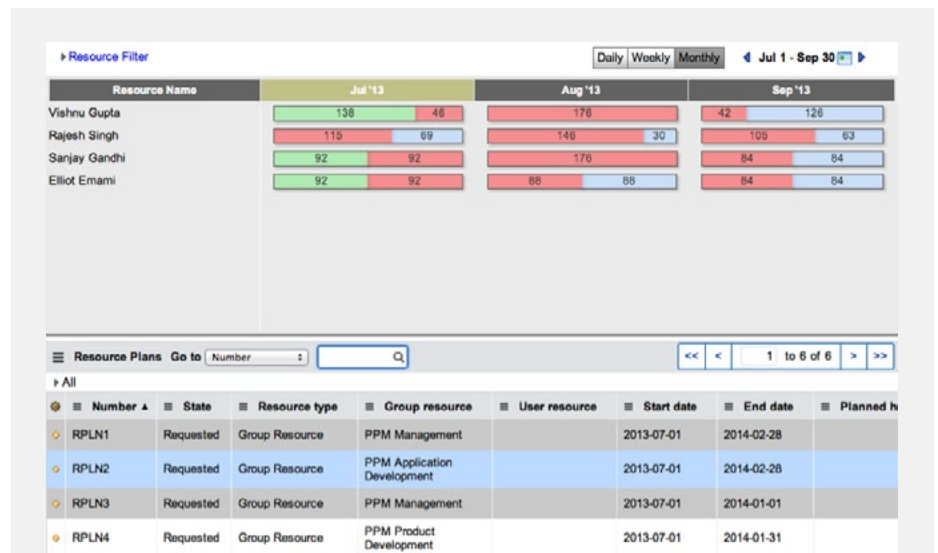 Resource Filter Daily Weekly Monthly Jul 1 - Sep 30
Resource Name Jul '13 Aug '13 Sep '13
Vishnu Gupta 138 46 176 42 126
Rajesh Singh 115 69 146 30 105 63
Sanjay Gandhi 92 92 176 84 84
Elliot Emami 92 92 88 88 84 84
Resource Plans Go to Number << < 1 to 6 of 6 > >>
All
Number ▲ State Resource type Group resource User resource Start date End date Planned h
RPLN1 Requested Group Resource PPM Management 2013-07-01 2014-02-28
RPLN2 Requested Group Resource PPM Application 2013-07-01 2014-02-28
Development
RPLN3 Requested Group Resource PPM Management 2013-07-01 2014-01-01
RPLN4 Requested Group Resource PPM Product 2013-07-01 2014-01-31
Development